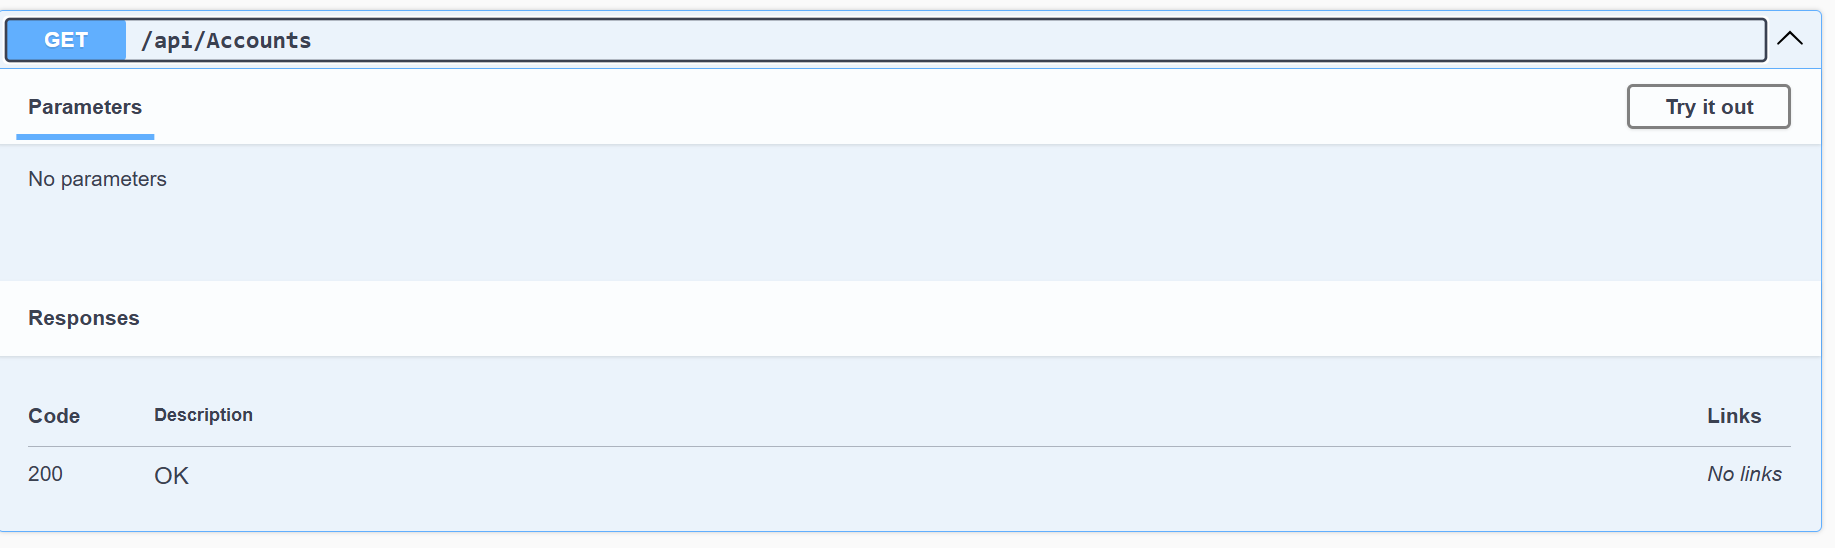 GET /api/Accounts
Parameters
Try it out
No parameters
Responses
Code Description Links
200 OK No links